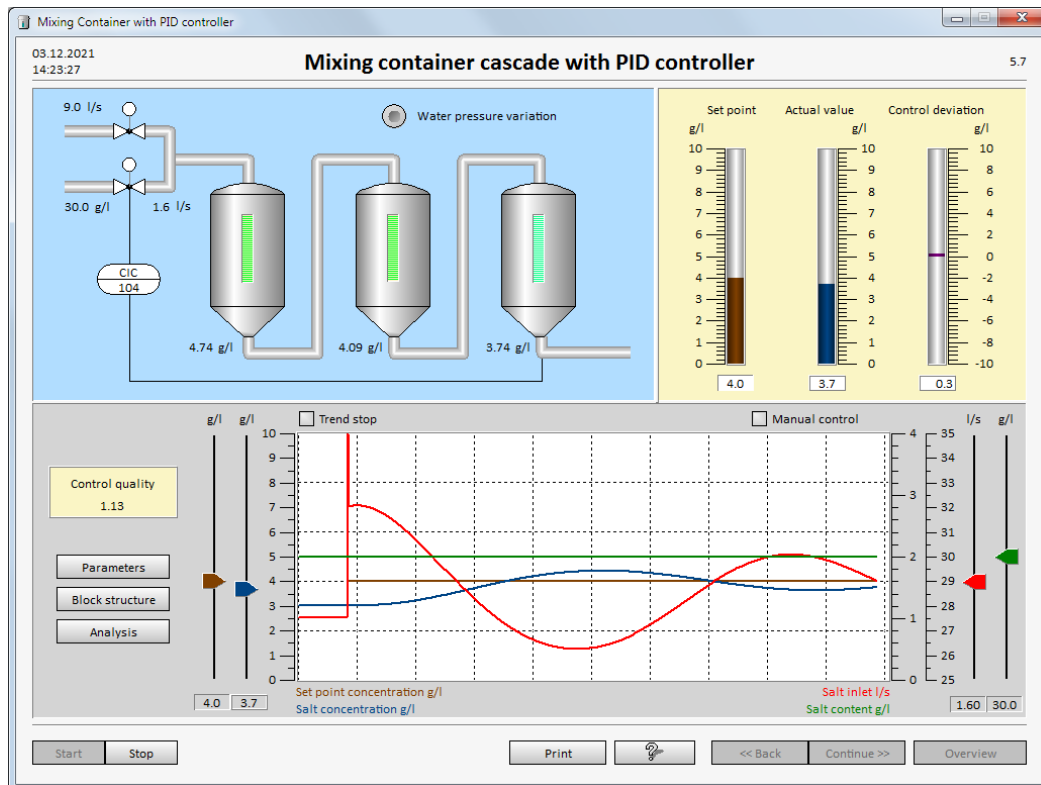 Mixing Container with PID controller
03.12.2021
14:23:27
Mixing container cascade with PID controller
5.7
9.0 l/s
Water pressure variation
30.0 g/l
1.6 l/s
CIC
104
4.74 g/l
4.09 g/l
3.74 g/l
Set point
Actual value
Control deviation
g/l
g/l
g/l
10
9
8
7
6
5
4
3
2
1
0
10
9
8
7
6
5
4
3
2
1
0
10
8
6
4
2
0
-2
-4
-6
-8
-10
4.0
3.7
0.3
g/l
g/l
Trend stop
Manual control
l/s
g/l
Control quality
1.13
Parameters
Block structure
Analysis
10
9
8
7
6
5
4
3
2
1
0
4
3
2
1
0
35
34
33
32
31
30
29
28
27
26
25
4.0
3.7
Set point concentration g/l
Salt concentration g/l
Salt inlet l/s
Salt content g/l
1.60
30.0
Start
Stop
Print
?
<< Back
Continue >>
Overview